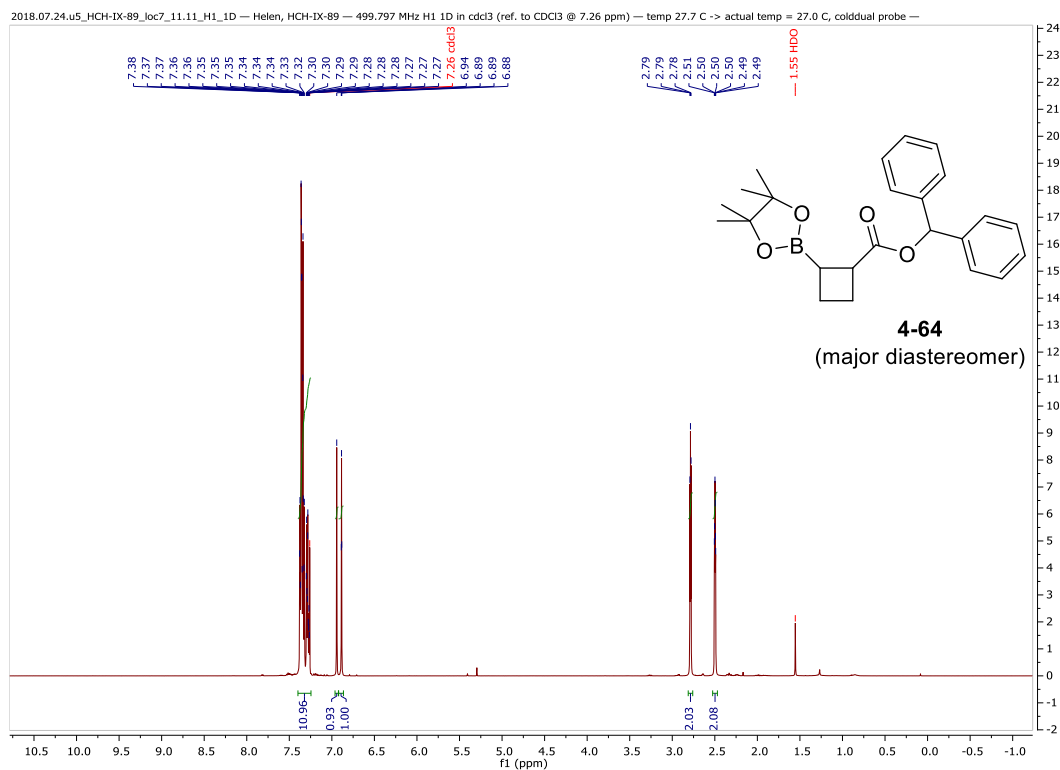 2018.07.24.u5_HCH-IX-89_loc7_11.11_H1_1D — Helen, HCH-IX-89 — 499.797 MHz H1 1D in cdcl3 (ref. to CDCl3 @ 7.26 ppm) — temp 27.7 C -> actual temp = 27.0 C, colddual probe —
7.38 7.37 7.37 7.36 7.36 7.35 7.35 7.35 7.34 7.34 7.34 7.33 7.32 7.30 7.30 7.29 7.29 7.28 7.28 7.28 7.27 7.27 7.27 7.26 cdcl3 6.94 6.89 6.89 6.88
2.79 2.79 2.78 2.51 2.50 2.50 2.50 2.49 2.49
1.55 HDO
24
23
22
21
20
19
18
17
16
15
14
13
12
11
10
9
8
7
6
5
4
3
2
1
0
-1
-2
O
O
B
O
O
4-64
(major diastereomer)
10.96 0.93 1.00 2.03 2.08
10.5 10.0 9.5 9.0 8.5 8.0 7.5 7.0 6.5 6.0 5.5 5.0 4.5 4.0 3.5 3.0 2.5 2.0 1.5 1.0 0.5 0.0 -0.5 -1.0
f1 (ppm)